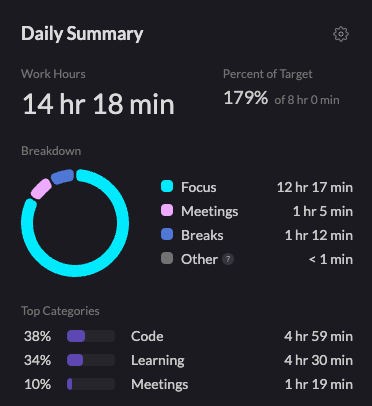 Daily Summary
Work Hours
Percent of Target
14 hr 18 min
179% of 8 hr 0 min
Breakdown
Focus 12 hr 17 min
Meetings 1 hr 5 min
Breaks 1 hr 12 min
Other ? < 1 min
Top Categories
38% Code 4 hr 59 min
34% Learning 4 hr 30 min
10% Meetings 1 hr 19 min